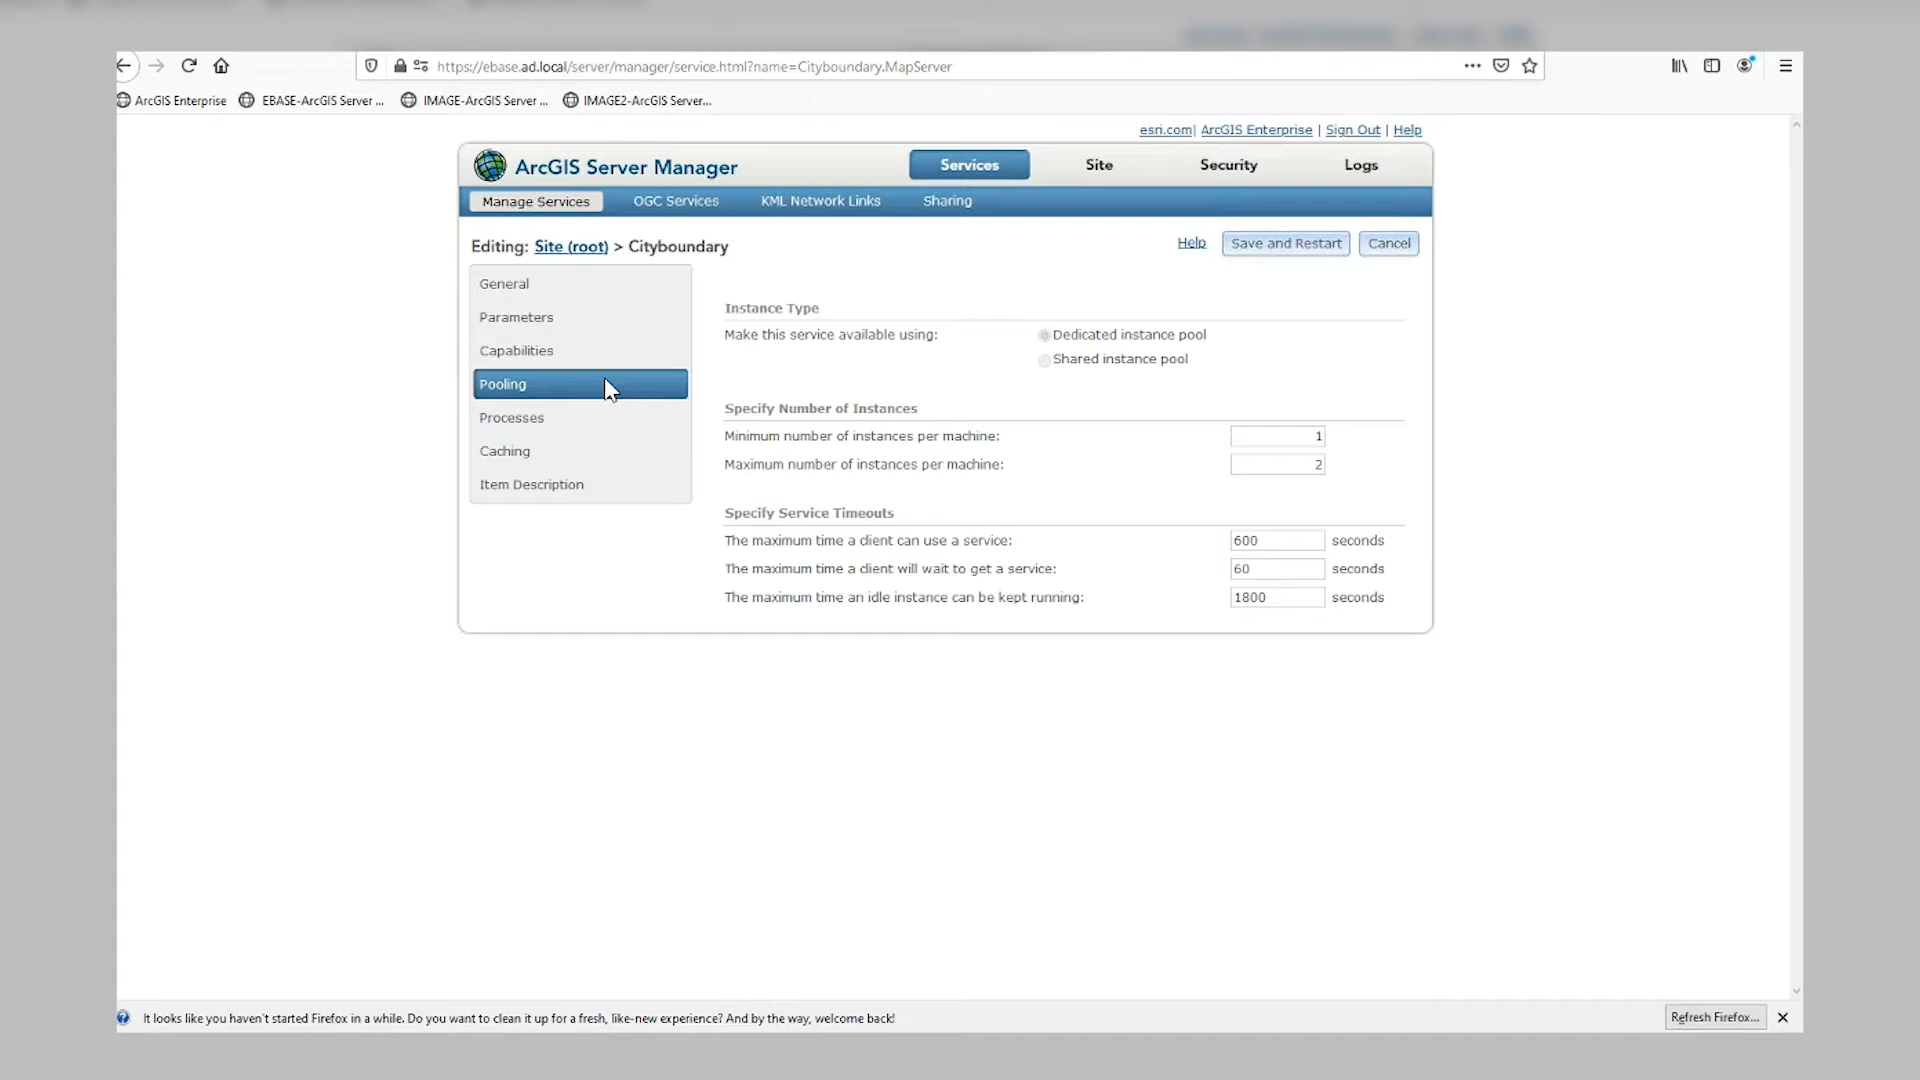 https://ebase.ad.local/server/manager/service.html?name=Cityboundary.MapServer
ArcGIS Enterprise EBASE-ArcGIS Server ... IMAGE-ArcGIS Server ... IMAGE2-ArcGIS Server...
esri.com| ArcGIS Enterprise | Sign Out | Help
ArcGIS Server Manager Services Site Security Logs
Manage Services OGC Services KML Network Links Sharing
Editing: Site (root) > Cityboundary Help Save and Restart Cancel
General
Parameters
Capabilities
Pooling
Processes
Caching
Item Description
Instance Type
Make this service available using: Dedicated instance pool
Shared instance pool
Specify Number of Instances
Minimum number of instances per machine: 1
Maximum number of instances per machine: 2
Specify Service Timeouts
The maximum time a client can use a service: 600 seconds
The maximum time a client will wait to get a service: 60 seconds
The maximum time an idle instance can be kept running: 1800 seconds
It looks like you haven't started Firefox in a while. Do you want to clean it up for a fresh, like-new experience? And by the way, welcome back! Refresh Firefox...